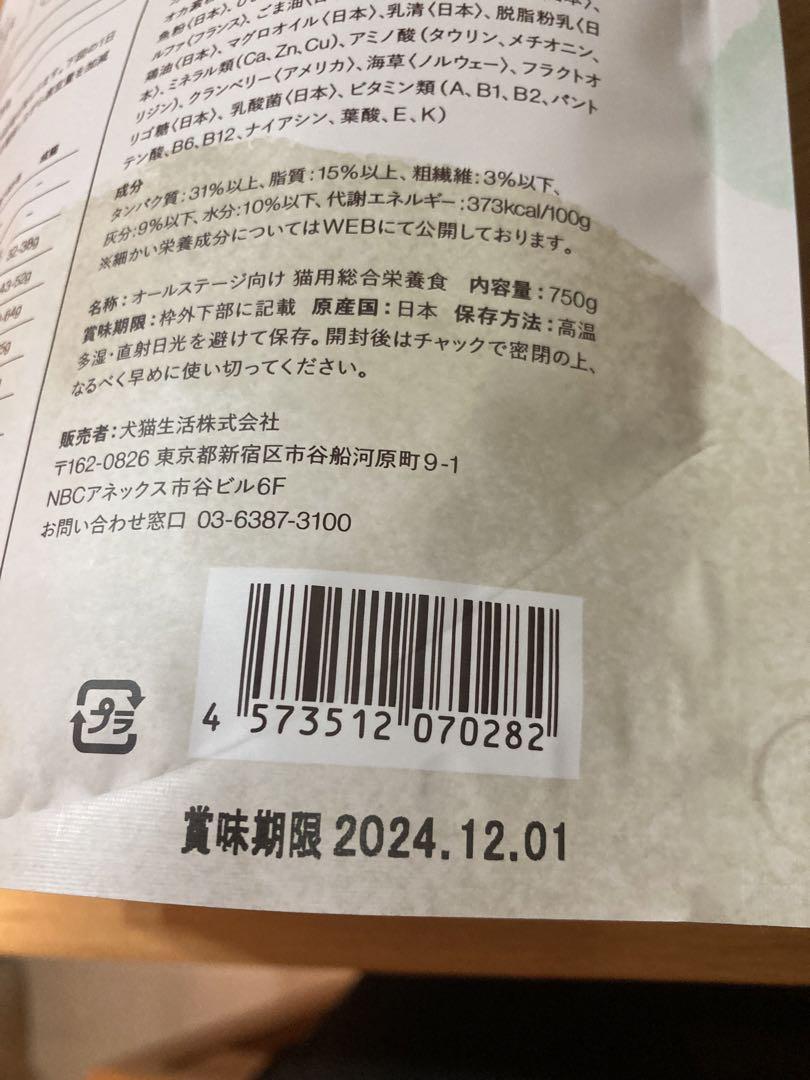 魚粉〈日本〉、
ルファ〈フランス〉、ごま油〈日本〉、
鶏油〈日本〉、マグロオイル〈日本〉、乳清〈日本〉、脱脂粉乳〈日
本〉、ミネラル類(Ca、Zn、Cu)、アミノ酸(タウリン、メチオニン、
リジン)、クランベリー〈アメリカ〉、海草〈ノルウェー〉、フラクトオ
リゴ糖〈日本〉、乳酸菌〈日本〉、ビタミン類(A、B1、B2、パント
テン酸、B6、B12、ナイアシン、葉酸、E、K)
成分
タンパク質:31%以上、脂質:15%以上、粗繊維:3%以下、
灰分:9%以下、水分:10%以下、代謝エネルギー:373kcal/100g
※細かい栄養成分についてはWEBにて公開しております。
名称:オールステージ向け 猫用総合栄養食 内容量:750g
賞味期限:枠外下部に記載 原産国:日本 保存方法:高温
多湿・直射日光を避けて保存。開封後はチャックで密閉の上、
なるべく早めに使い切ってください。
販売者:犬猫生活株式会社
〒162-0826 東京都新宿区市谷船河原町9-1
NBCアネックス市谷ビル6F
お問い合わせ窓口 03-6387-3100
4 573512 070282
プラ
賞味期限 2024.12.01